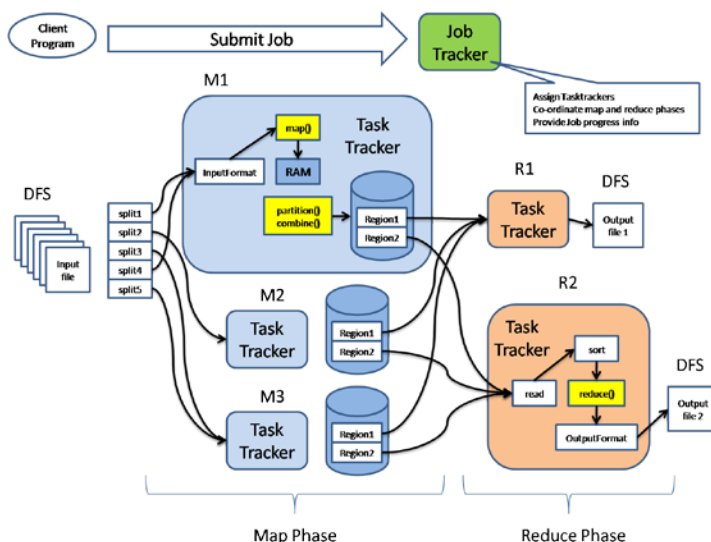 Client
Program
Submit Job
Job
Tracker
Assign Tasktrackers
Co-ordinate map and reduce phases
Provide Job progress info
M1
map()
Task
Tracker
InputFormat
RAM
partition()
combine()
Region1
Region2
DFS
Input
file
split1
split2
split3
split4
split5
M2
Task
Tracker
Region1
Region2
M3
Task
Tracker
Region1
Region2
R1
Task
Tracker
DFS
Output
file 1
R2
Task
Tracker
sort
read
reduce()
OutputFormat
DFS
Output
file 2
Map Phase
Reduce Phase